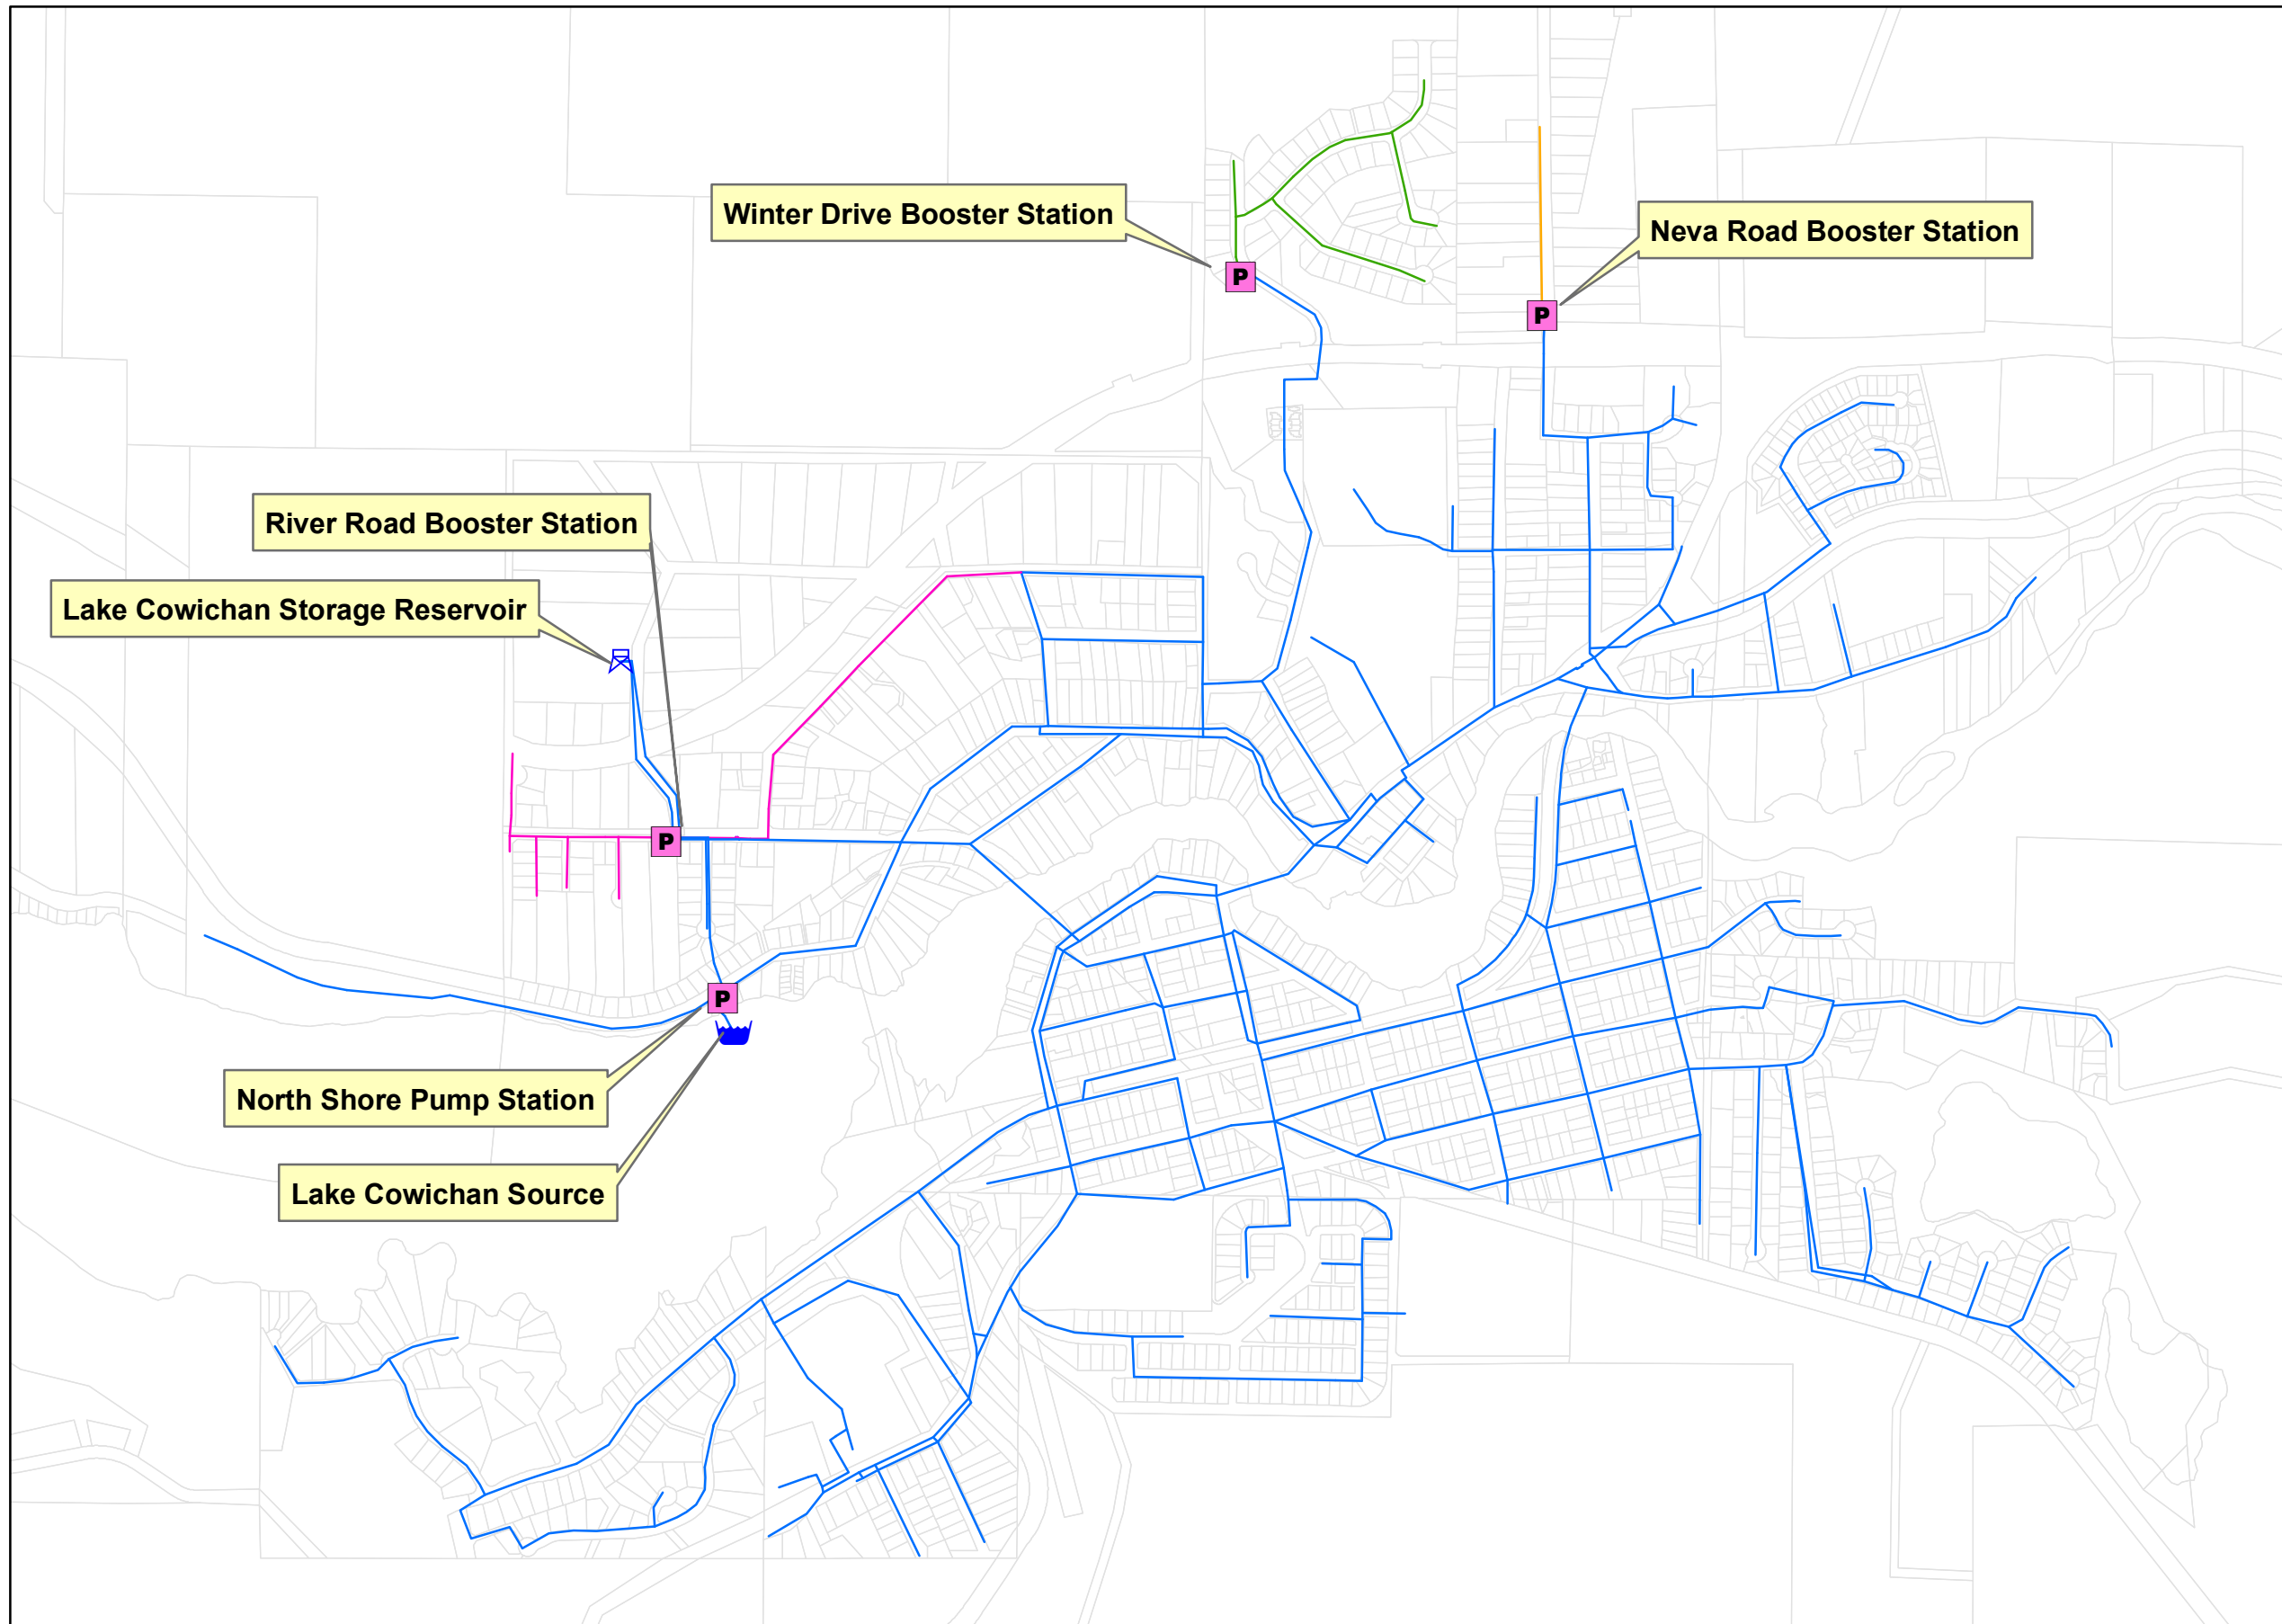 Winter Drive Booster Station
Neva Road Booster Station
P
P
River Road Booster Station
Lake Cowichan Storage Reservoir
P
P
North Shore Pump Station
Lake Cowichan Source